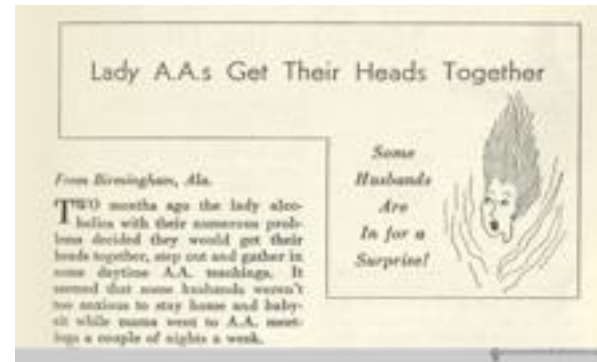 Lady A.A.s Get Their Heads Together
Some
Husbands
Are
In for a
Surprise!
From Birmingham, Ala.
TWO months ago the lady alco-
holics with their numerous prob-
lems decided they would get their
heads together, step out and gather in
some daytime A.A. teachings. It
seemed that some husbands weren't
too anxious to stay home and baby-
sit while mama went to A.A. meet-
ings a couple of nights a week.